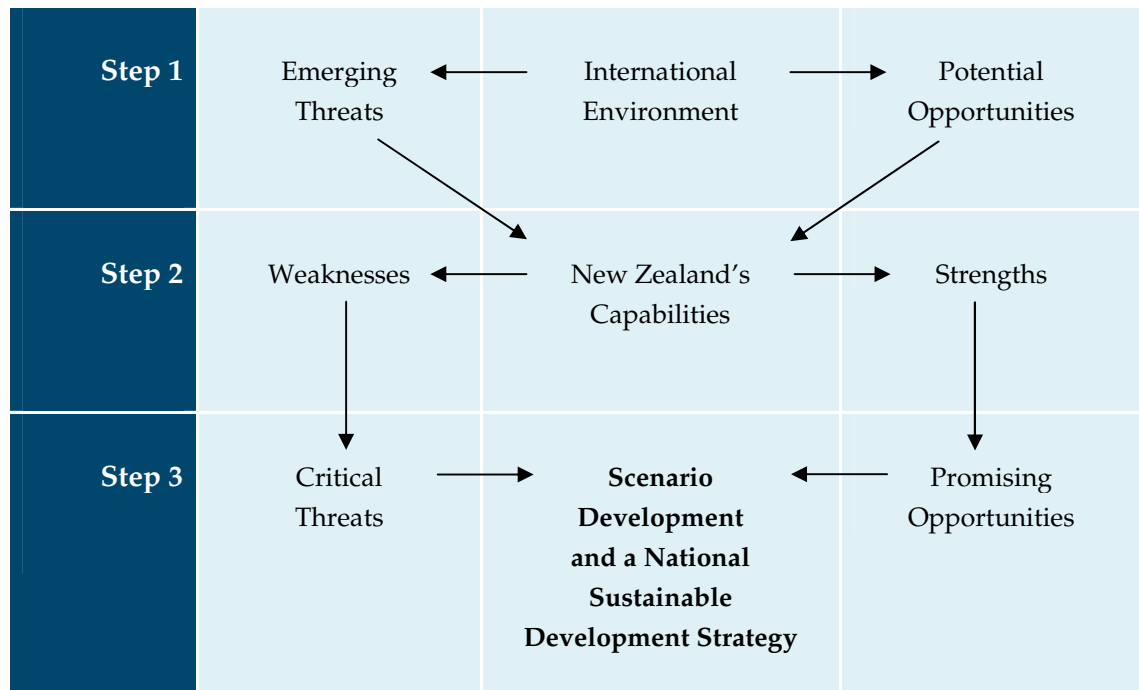 Step 1
Emerging
Threats
International
Environment
Potential
Opportunities
Step 2
Weaknesses
New Zealand’s
Capabilities
Strengths
Step 3
Critical
Threats
Scenario
Development
and a National
Sustainable
Development Strategy
Promising
Opportunities